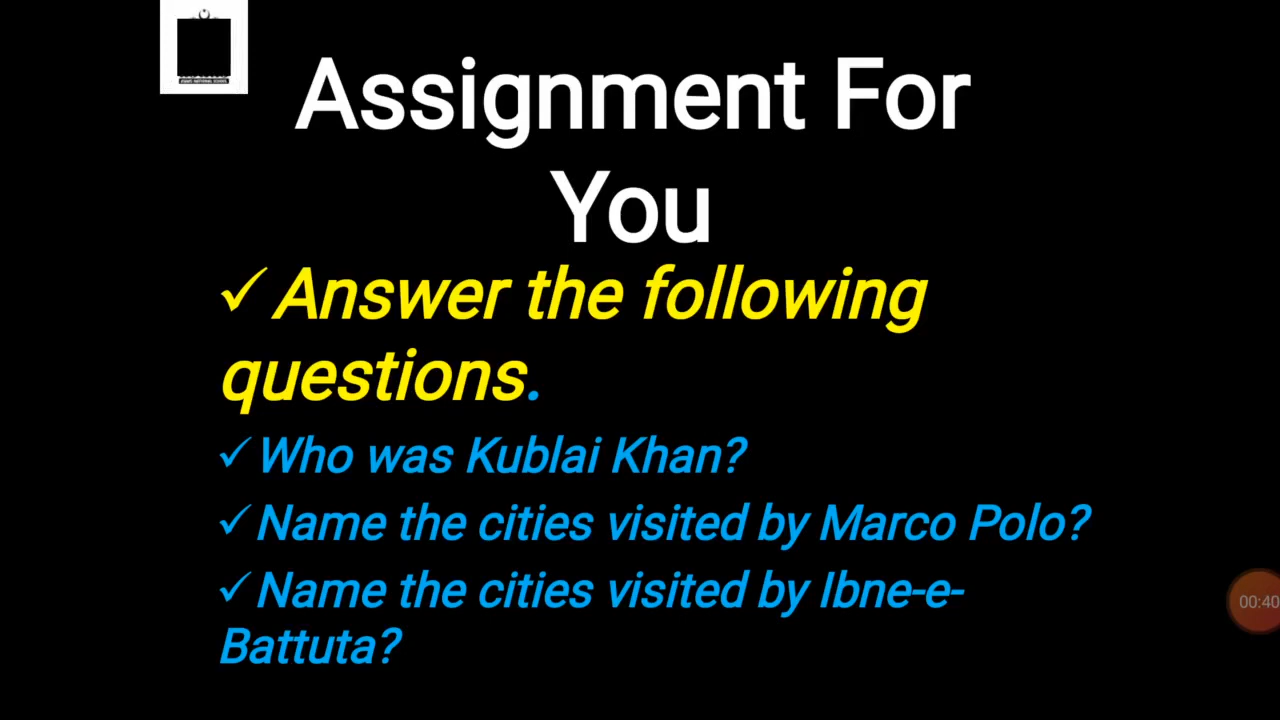 Assignment For
You
✓Answer the following
questions.
✓Who was Kublai Khan?
✓Name the cities visited by Marco Polo?
✓Name the cities visited by Ibne-e-
Battuta?
00:40